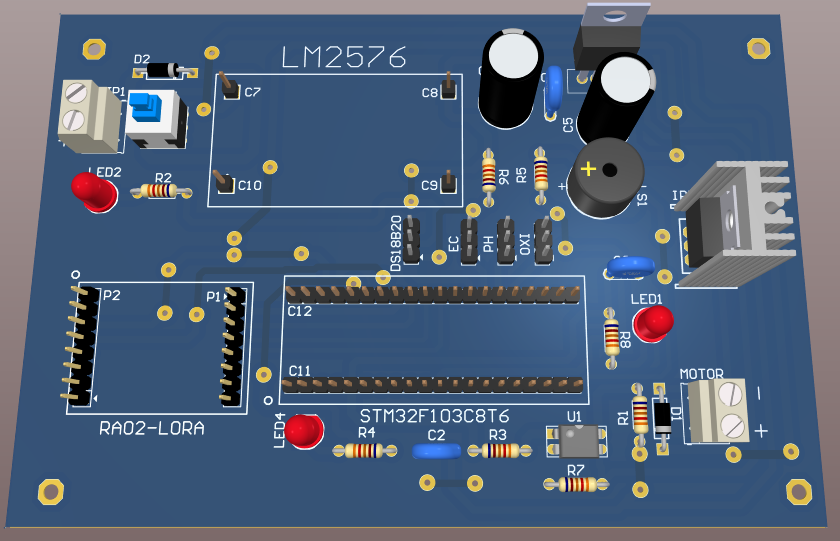 LM2576
D2
C7
C8
P1
C5
LED2
R2
C10
C9
R6
R5
+
+
LS1
DS18B20
EC
PH
OXI
P2
P1
C12
LED1
R8
C11
MOTOR
STM32F103C8T6
RA02-LORA
LED4
R4
C2
R3
U1
R1
D1
−
+
R7